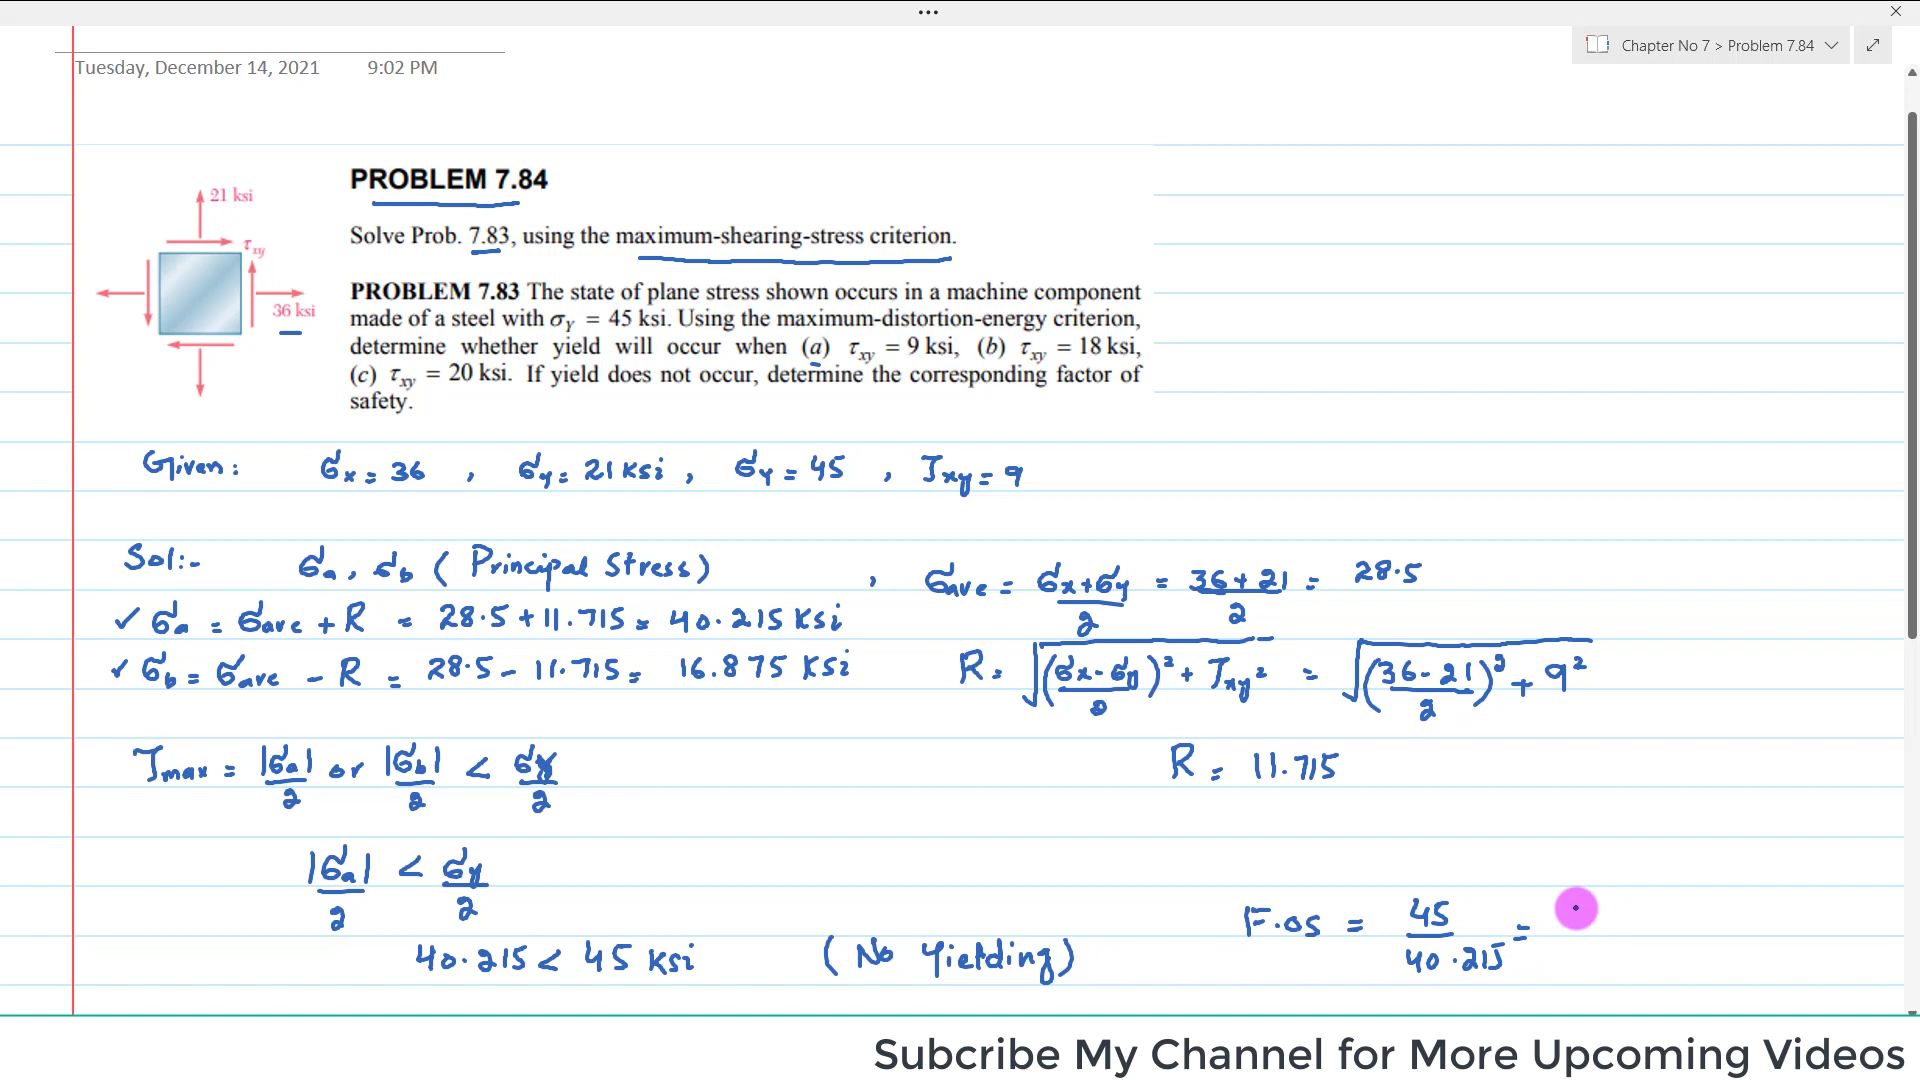 Chapter No 7 > Problem 7.84
Tuesday, December 14, 2021 9:02 PM
21 ksi
τxy
36 ksi
PROBLEM 7.84
Solve Prob. 7.83, using the maximum-shearing-stress criterion.
PROBLEM 7.83 The state of plane stress shown occurs in a machine component
made of a steel with σY = 45 ksi. Using the maximum-distortion-energy criterion,
determine whether yield will occur when (a) τxy = 9 ksi, (b) τxy = 18 ksi,
(c) τxy = 20 ksi. If yield does not occur, determine the corresponding factor of
safety.
Given: σx = 36 , σy = 21 Ksi , σY = 45 , Txy = 9
Sol:- σa, σb ( Principal Stress) , σave = σx+σy/2 = 36+21/2 = 28.5
✓ σa = σave + R = 28.5 + 11.715 = 40.215 Ksi
✓ σb = σave - R = 28.5 - 11.715 = 16.875 Ksi
R = √(σx-σy/2)² + Txy² = √(36-21/2)² + 9²
Tmax = |σa|/2 or |σb|/2 < σy/2
R = 11.715
|σa|/2 < σy/2
40.215 < 45 Ksi (No Yielding)
F.OS = 45/40.215 =
Subcribe My Channel for More Upcoming Videos